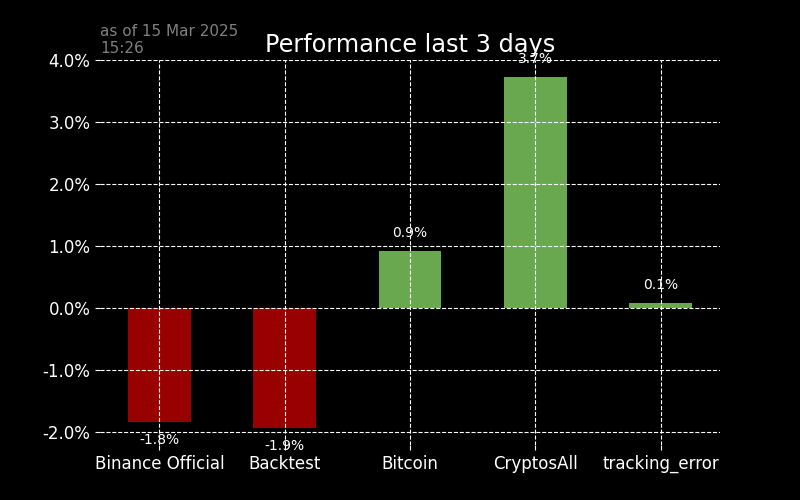 as of 15 Mar 2025
15:26
Performance last 3 days
4.0%
3.0%
2.0%
1.0%
0.0%
-1.0%
-2.0%
3.7%
0.9%
0.1%
-1.8%
-1.9%
Binance Official
Backtest
Bitcoin
CryptosAll
tracking_error